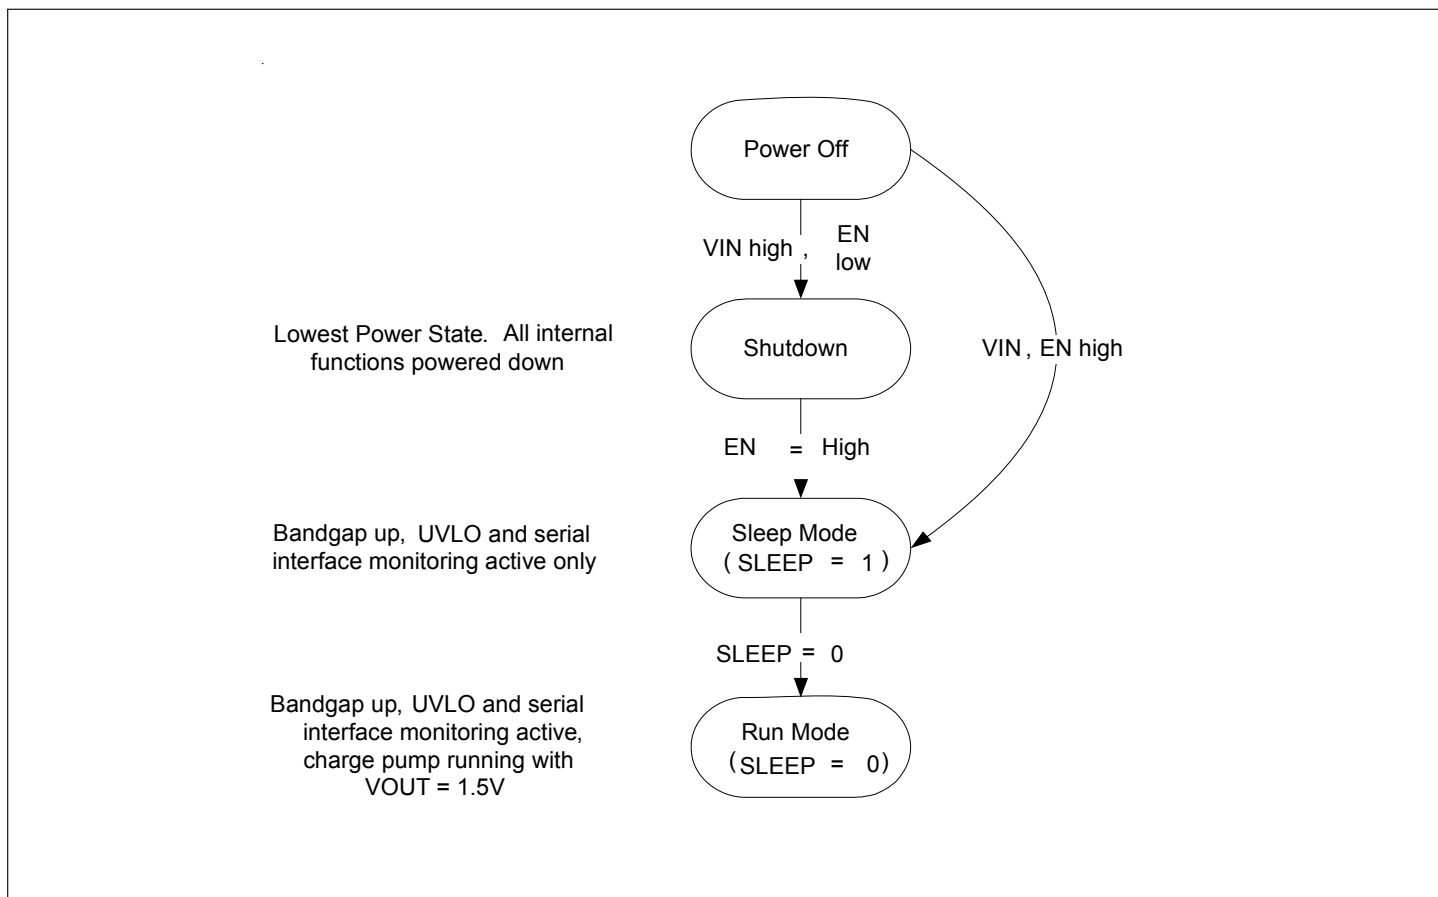 Power Off
VIN high , EN low
Lowest Power State. All internal
functions powered down
Shutdown
VIN , EN high
EN = High
Bandgap up, UVLO and serial
interface monitoring active only
Sleep Mode
( SLEEP = 1 )
SLEEP = 0
Bandgap up, UVLO and serial
interface monitoring active,
charge pump running with
VOUT = 1.5V
Run Mode
(SLEEP = 0)